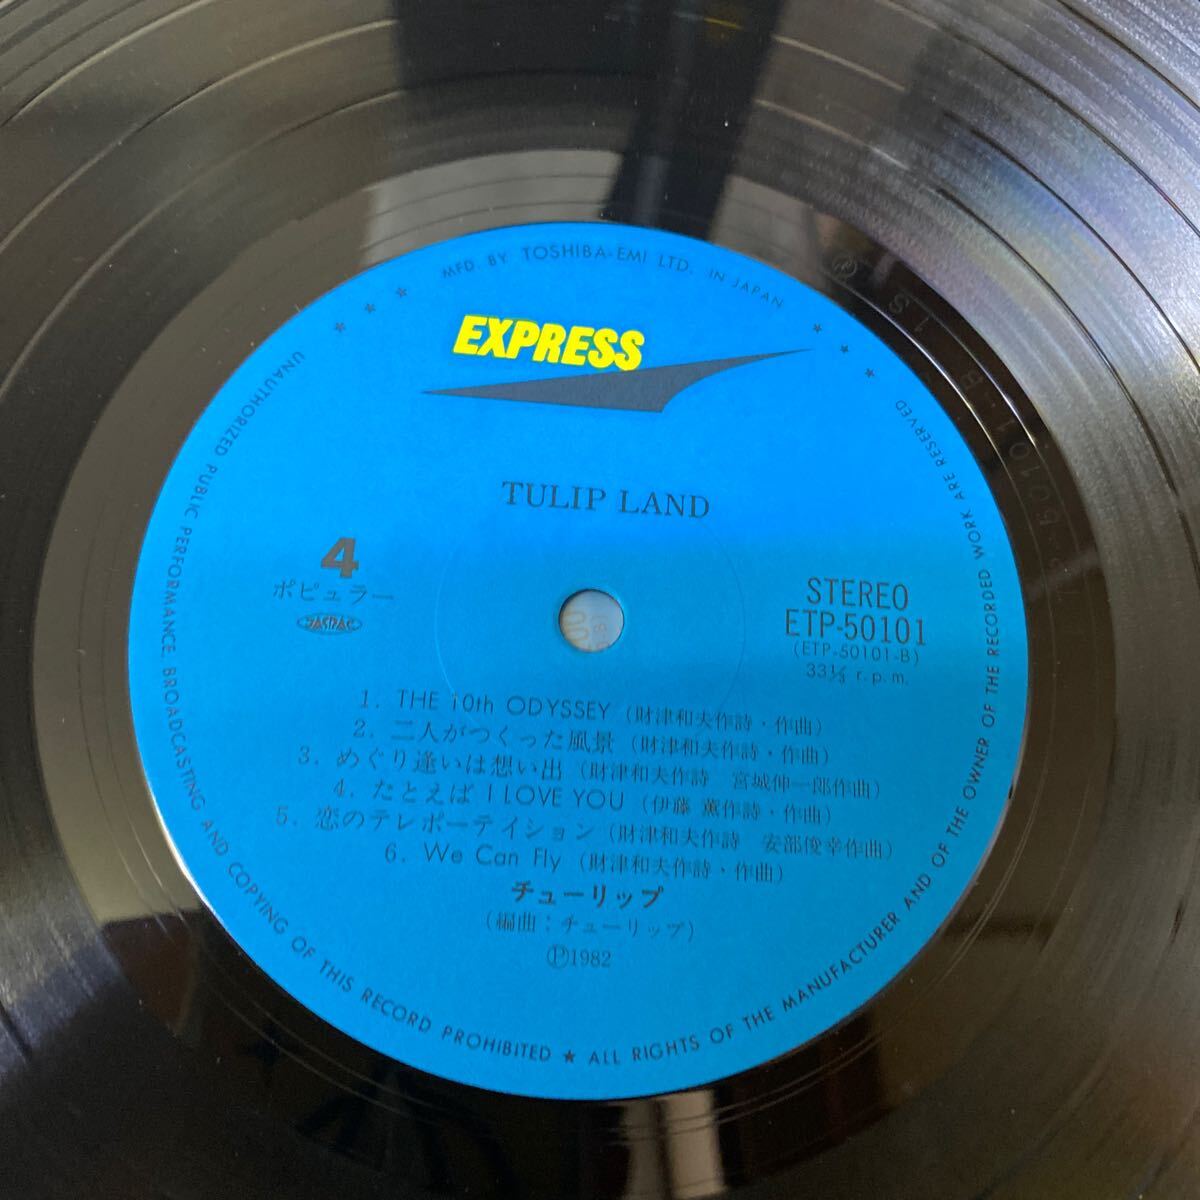 MFD. BY TOSHIBA-EMI LTD. IN JAPAN
EXPRESS
TULIP LAND
4
ポピュラー
JASRAC
STEREO
ETP-50101
(ETP-50101-B)
33⅓ r.p.m.
1. THE 10th ODYSSEY (財津和夫作詩・作曲)
2. 二人がつくった風景 (財津和夫作詩・作曲)
3. めぐり逢いは想い出 (財津和夫作詩 宮城伸一郎作曲)
4. たとえば I LOVE YOU (伊藤 薫作詩・作曲)
5. 恋のテレポーテイション (財津和夫作詩 安部俊幸作曲)
6. We Can Fly (財津和夫作詩・作曲)
チューリップ
(編曲：チューリップ)
Ⓟ1982
UNAUTHORIZED PUBLIC PERFORMANCE, BROADCASTING AND COPYING OF THIS RECORD PROHIBITED ★ ALL RIGHTS OF THE MANUFACTURER AND OF THE OWNER OF THE RECORDED WORK ARE RESERVED